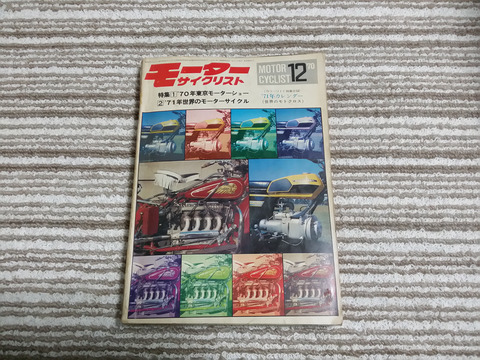 モーター
サイクリスト
MOTOR
CYCLIST
12
'70
特集 1 '70年東京モーターショー
2 '71年世界のモーターサイクル
'71年カレンダー